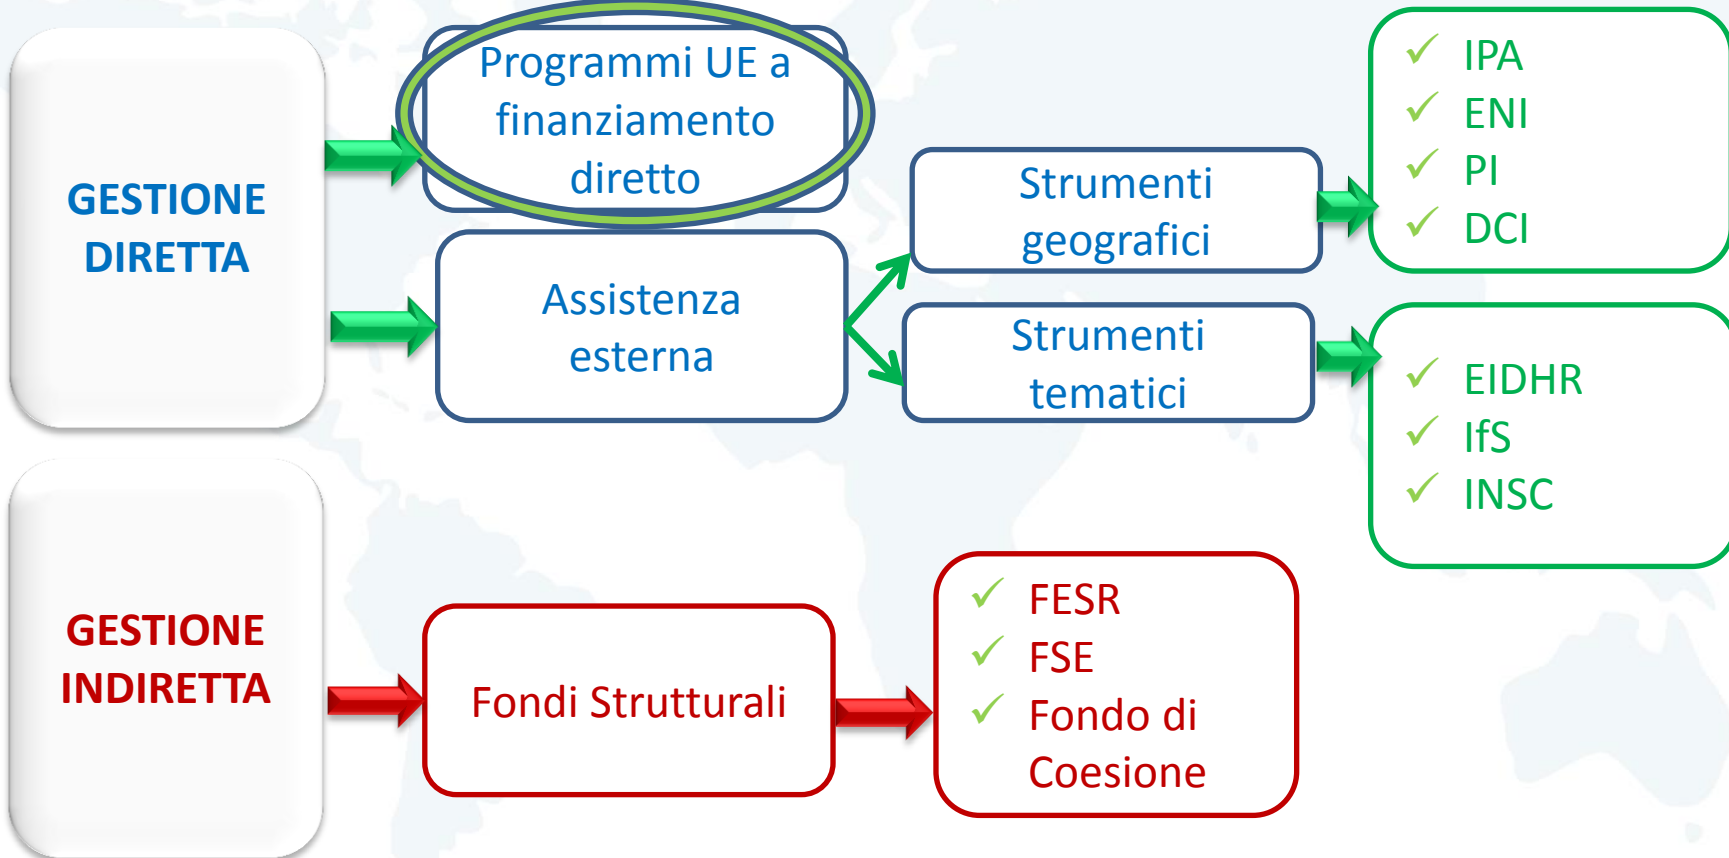 GESTIONE
DIRETTA
Programmi UE a
finanziamento
diretto
Assistenza
esterna
Strumenti
geografici
Strumenti
tematici
IPA
ENI
PI
DCI
EIDHR
IfS
INSC
GESTIONE
INDIRETTA
Fondi Strutturali
FESR
FSE
Fondo di
Coesione